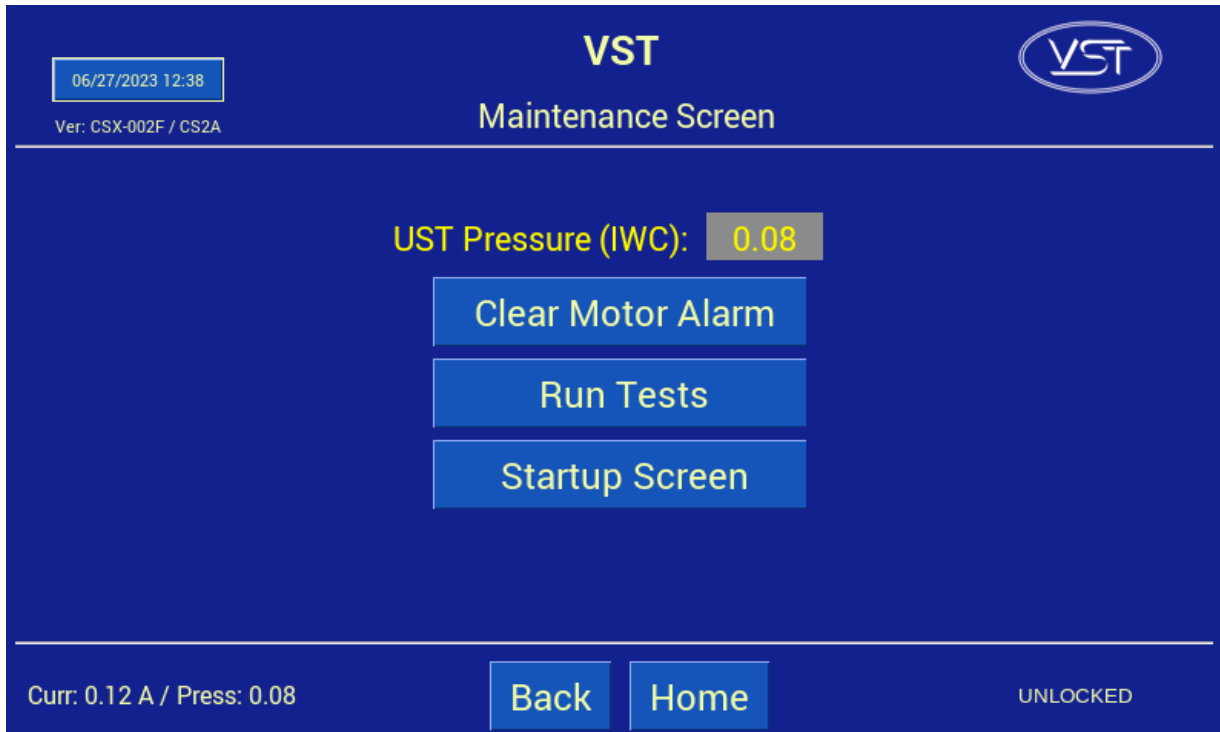 VST
VST
06/27/2023 12:38
Ver: CSX-002F / CS2A
Maintenance Screen
UST Pressure (IWC): 0.08
Clear Motor Alarm
Run Tests
Startup Screen
Curr: 0.12 A / Press: 0.08
Back
Home
UNLOCKED